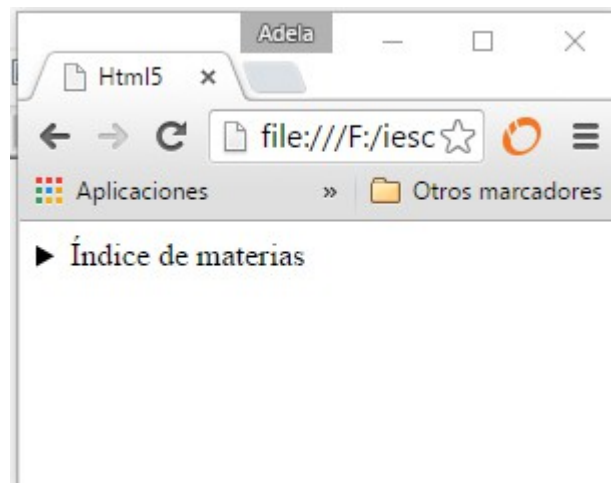 Adela
Html5
file:///F:/iesc
Aplicaciones » Otros marcadores
Índice de materias